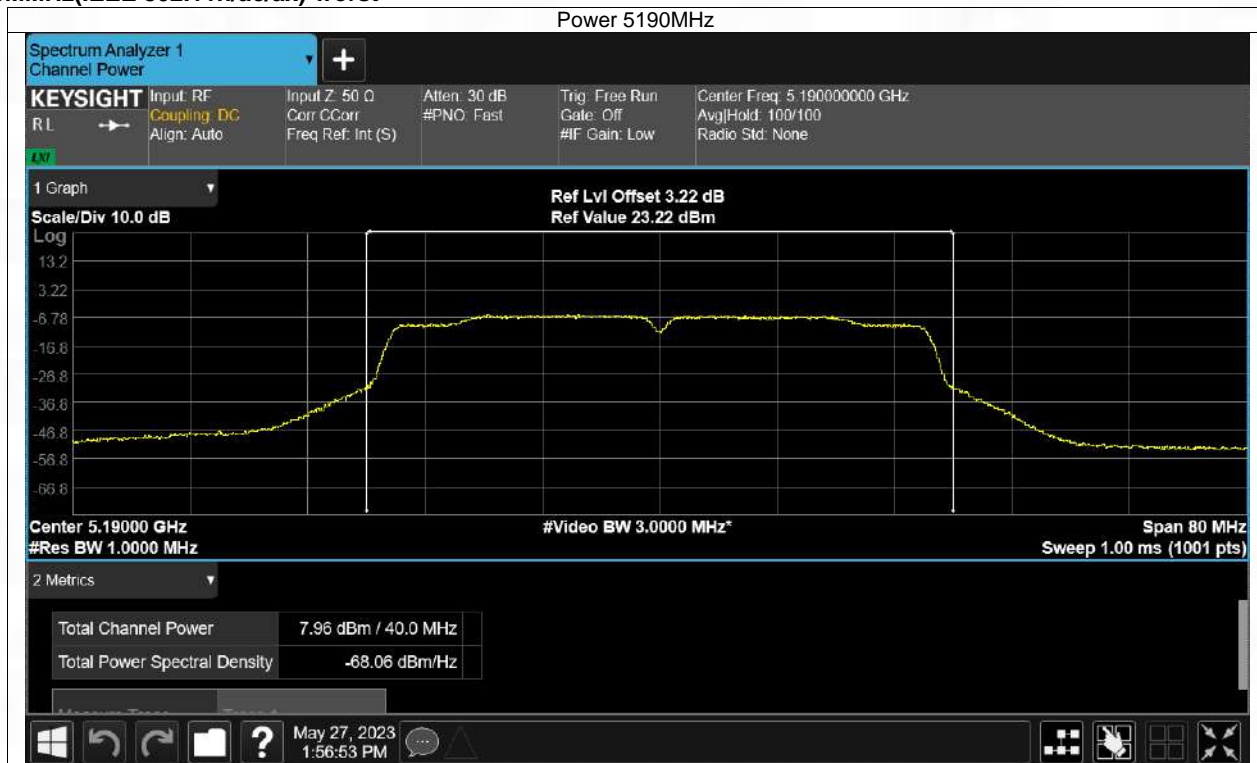 Power 5190MHz
Spectrum Analyzer 1
Channel Power
+
KEYSIGHT
RL
LXI
Input: RF
Coupling: DC
Align: Auto
Input Z: 50 Ω
Corr CCorr
Freq Ref: Int (S)
Atten: 30 dB
#PNO: Fast
Trig: Free Run
Gate: Off
#IF Gain: Low
Center Freq: 5.190000000 GHz
Avg|Hold: 100/100
Radio Std: None
1 Graph
Scale/Div 10.0 dB
Ref Lvl Offset 3.22 dB
Ref Value 23.22 dBm
Log
13.2
3.22
-6.78
-16.8
-26.8
-36.8
-46.8
-56.8
-66.8
Center 5.19000 GHz
#Res BW 1.0000 MHz
#Video BW 3.0000 MHz*
Span 80 MHz
Sweep 1.00 ms (1001 pts)
2 Metrics
Total Channel Power 7.96 dBm / 40.0 MHz
Total Power Spectral Density -68.06 dBm/Hz
?
May 27, 2023
1:56:53 PM